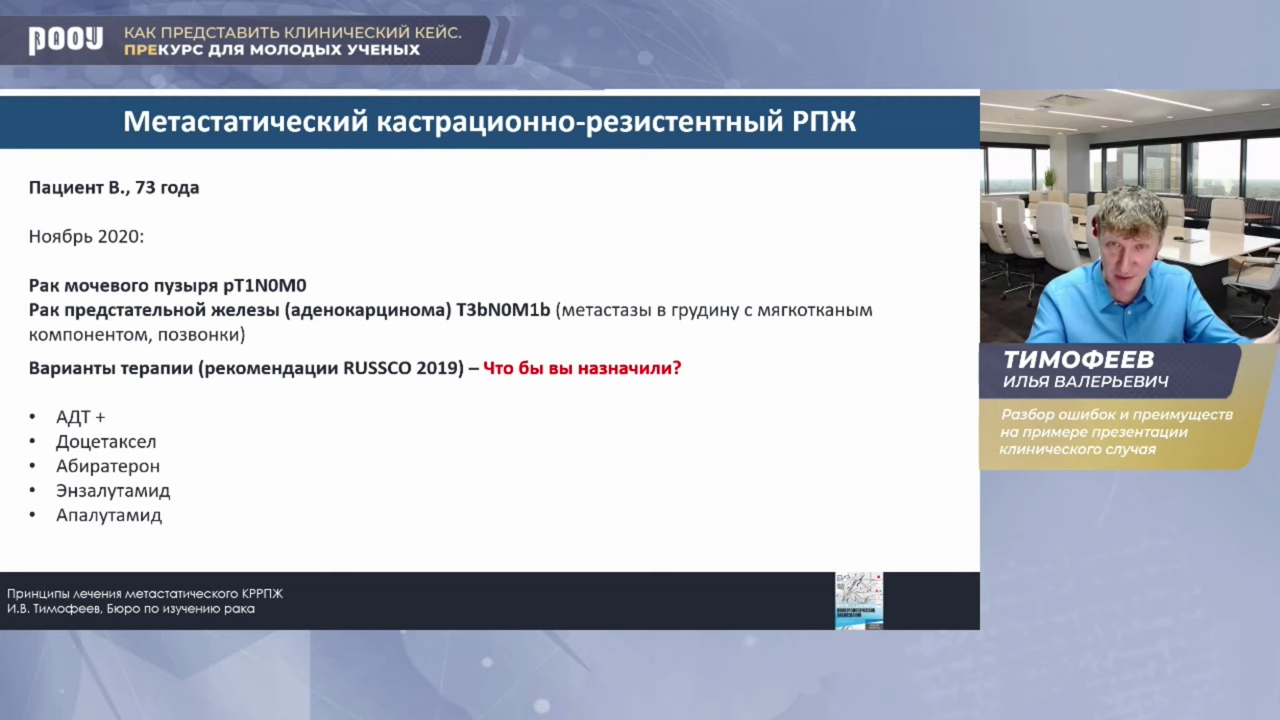 РООУ
КАК ПРЕДСТАВИТЬ КЛИНИЧЕСКИЙ КЕЙС.
ПРЕКУРС ДЛЯ МОЛОДЫХ УЧЕНЫХ
Метастатический кастрационно-резистентный РПЖ
Пациент В., 73 года
Ноябрь 2020:
Рак мочевого пузыря pT1N0M0
Рак предстательной железы (аденокарцинома) T3bN0M1b (метастазы в грудину с мягкотканым
компонентом, позвонки)
Варианты терапии (рекомендации RUSSCO 2019) – Что бы вы назначили?
• АДТ +
• Доцетаксел
• Абиратерон
• Энзалутамид
• Апалутамид
Принципы лечения метастатического КРРПЖ
И.В. Тимофеев, Бюро по изучению рака
ТИМОФЕЕВ
ИЛЬЯ ВАЛЕРЬЕВИЧ
Разбор ошибок и преимуществ
на примере презентации
клинического случая